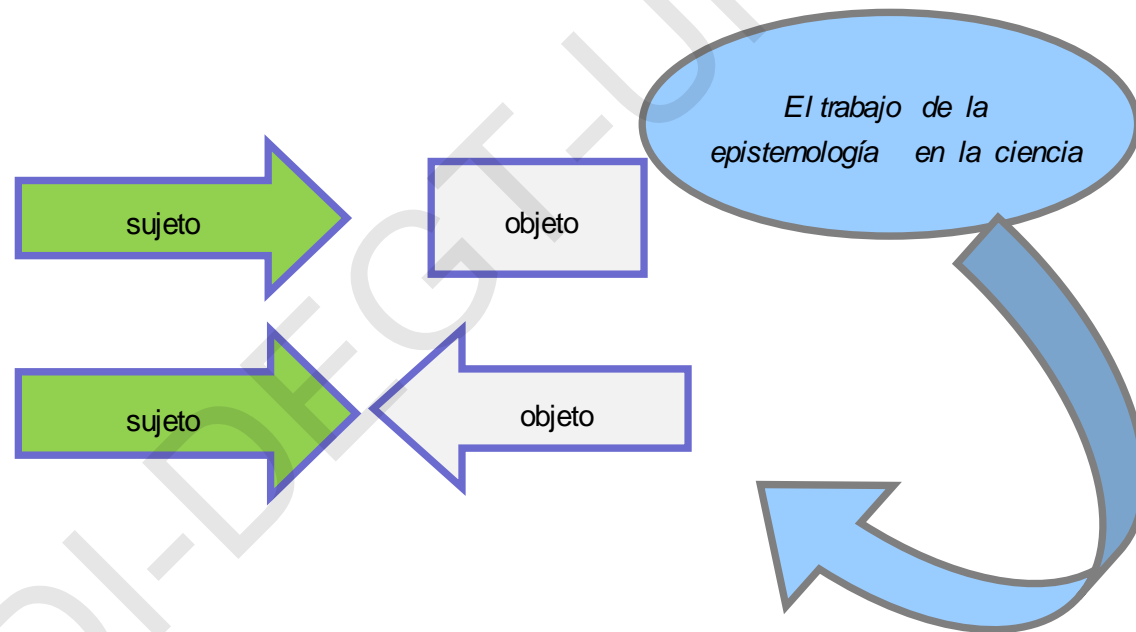 El trabajo de la
epistemología en la ciencia
sujeto
objeto
sujeto
objeto